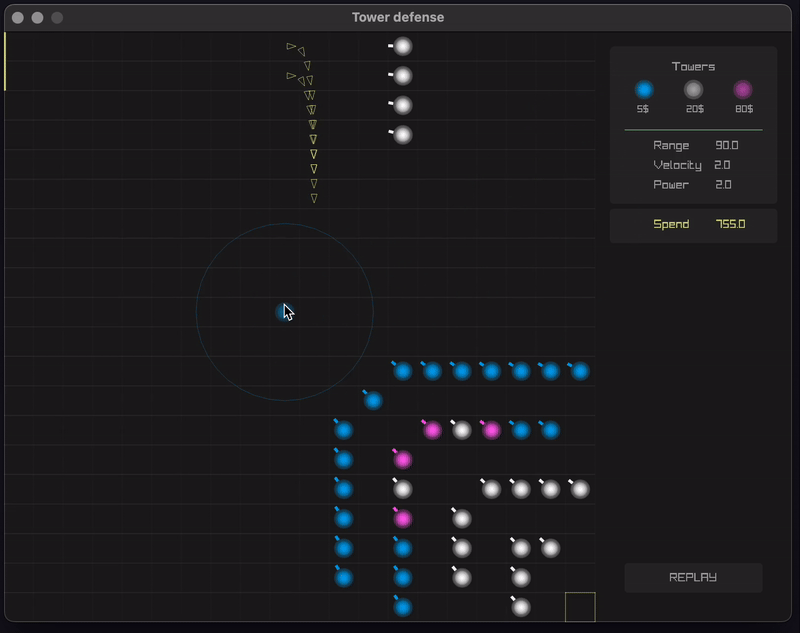 Tower defense
Towers
5$ 20$ 80$
Range 90.0
Velocity 2.0
Power 2.0
Spend 755.0
REPLAY